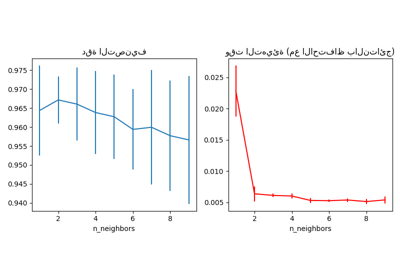 دقة التصنيف
0.975
0.970
0.965
0.960
0.955
0.950
0.945
0.940
2 4 6 8
n_neighbors
وقت التهيئة (مع الاحتفاظ بالنتائج)
0.025
0.020
0.015
0.010
0.005
2 4 6 8
n_neighbors